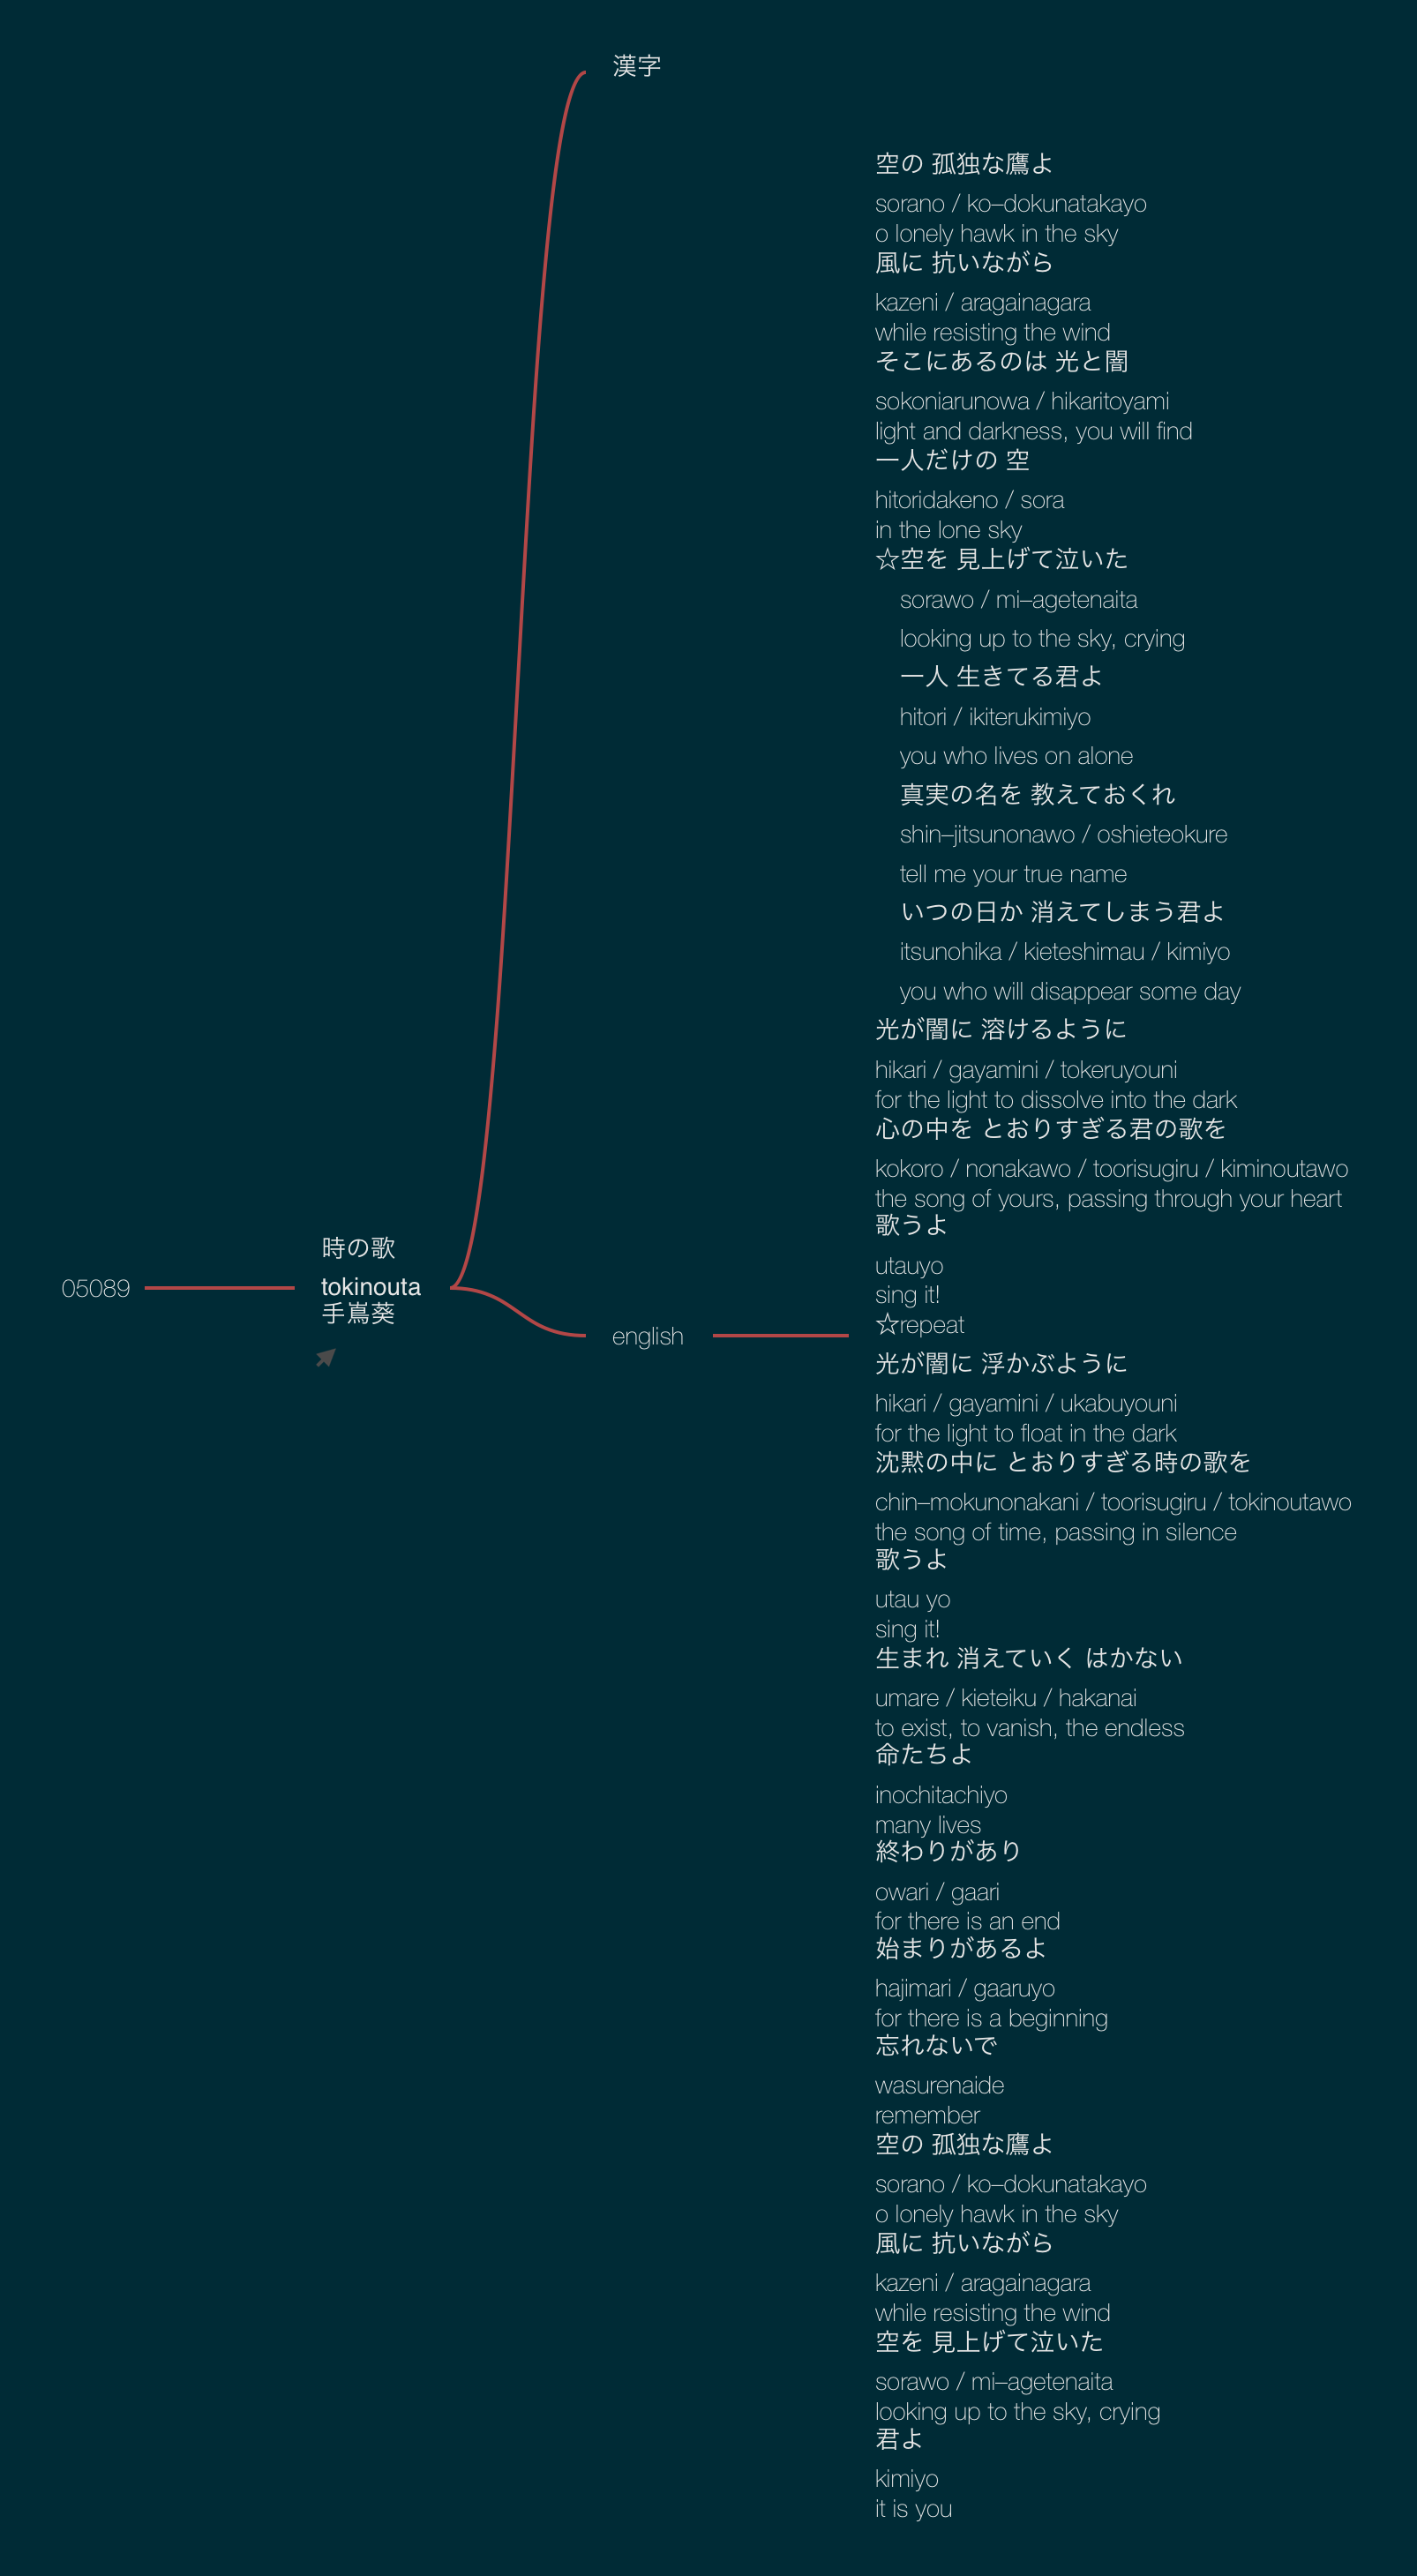 漢字
05089
時の歌
tokinouta
手嶌葵
english
空の 孤独な鷹よ
sorano / ko–dokunatakayo
o lonely hawk in the sky
風に 抗いながら
kazeni / aragainagara
while resisting the wind
そこにあるのは 光と闇
sokoniarunowa / hikaritoyami
light and darkness, you will find
一人だけの 空
hitoridakeno / sora
in the lone sky
☆空を 見上げて泣いた
sorawo / mi–agetenaita
looking up to the sky, crying
一人 生きてる君よ
hitori / ikiterukimiyo
you who lives on alone
真実の名を 教えておくれ
shin–jitsunonawo / oshieteokure
tell me your true name
いつの日か 消えてしまう君よ
itsunohika / kieteshimau / kimiyo
you who will disappear some day
光が闇に 溶けるように
hikari / gayamini / tokeruyouni
for the light to dissolve into the dark
心の中を とおりすぎる君の歌を
kokoro / nonakawo / toorisugiru / kiminoutawo
the song of yours, passing through your heart
歌うよ
utauyo
sing it!
☆repeat
光が闇に 浮かぶように
hikari / gayamini / ukabuyouni
for the light to float in the dark
沈黙の中に とおりすぎる時の歌を
chin–mokunonakani / toorisugiru / tokinoutawo
the song of time, passing in silence
歌うよ
utau yo
sing it!
生まれ 消えていく はかない
umare / kieteiku / hakanai
to exist, to vanish, the endless
命たちよ
inochitachiyo
many lives
終わりがあり
owari / gaari
for there is an end
始まりがあるよ
hajimari / gaaruyo
for there is a beginning
忘れないで
wasurenaide
remember
空の 孤独な鷹よ
sorano / ko–dokunatakayo
o lonely hawk in the sky
風に 抗いながら
kazeni / aragainagara
while resisting the wind
空を 見上げて泣いた
sorawo / mi–agetenaita
looking up to the sky, crying
君よ
kimiyo
it is you